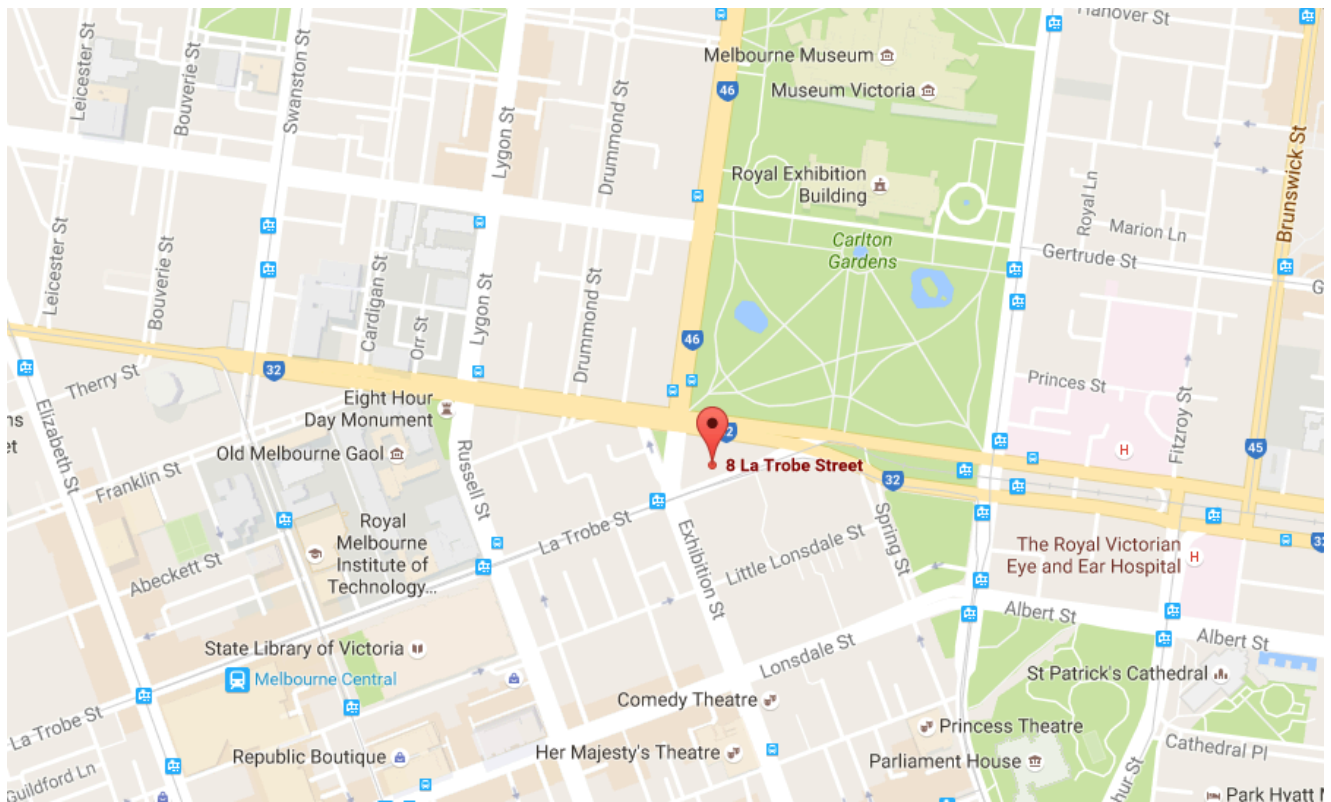 Hanover St
Melbourne Museum
46
Museum Victoria
Leicester St
Bouverie St
Swanston St
Lygon St
Drummond St
Brunswick St
Royal Exhibition
Building
Royal Ln
Marion Ln
Carlton
Gardens
Gertrude St
G
Leicester St
Bouverie St
Cardigan St
Orr St
Lygon St
Drummond St
46
32
Therry St
Princes St
Fitzroy St
Eight Hour
Day Monument
ns
et
Elizabeth St
Old Melbourne Gaol
Russell St
8 La Trobe Street
H
45
Franklin St
32
Royal
Melbourne
Institute of
Technology...
La Trobe St
Exhibition St
Spring St
Abeckett St
Little Lonsdale St
The Royal Victorian
Eye and Ear Hospital
H
Albert St
Albert St
State Library of Victoria
Melbourne Central
Lonsdale St
St Patrick's Cathedral
Comedy Theatre
Princess Theatre
La Trobe St
Her Majesty's Theatre
Republic Boutique
Parliament House
Cathedral Pl
Guildford Ln
hur St
Park Hyatt M